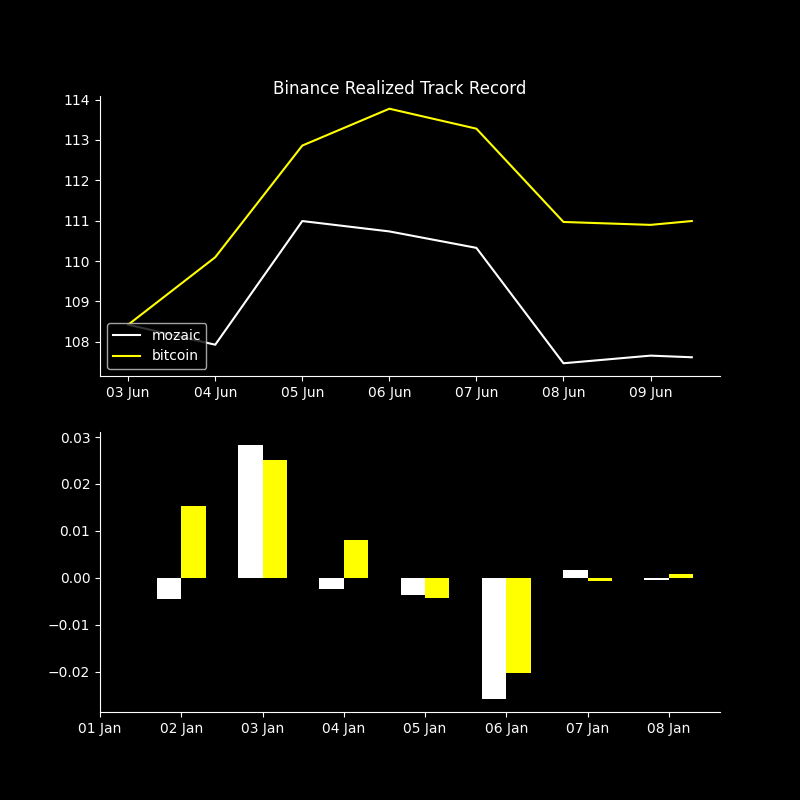 Binance Realized Track Record
114
113
112
111
110
109
108
mozaic
bitcoin
03 Jun 04 Jun 05 Jun 06 Jun 07 Jun 08 Jun 09 Jun
0.03
0.02
0.01
0.00
−0.01
−0.02
01 Jan 02 Jan 03 Jan 04 Jan 05 Jan 06 Jan 07 Jan 08 Jan